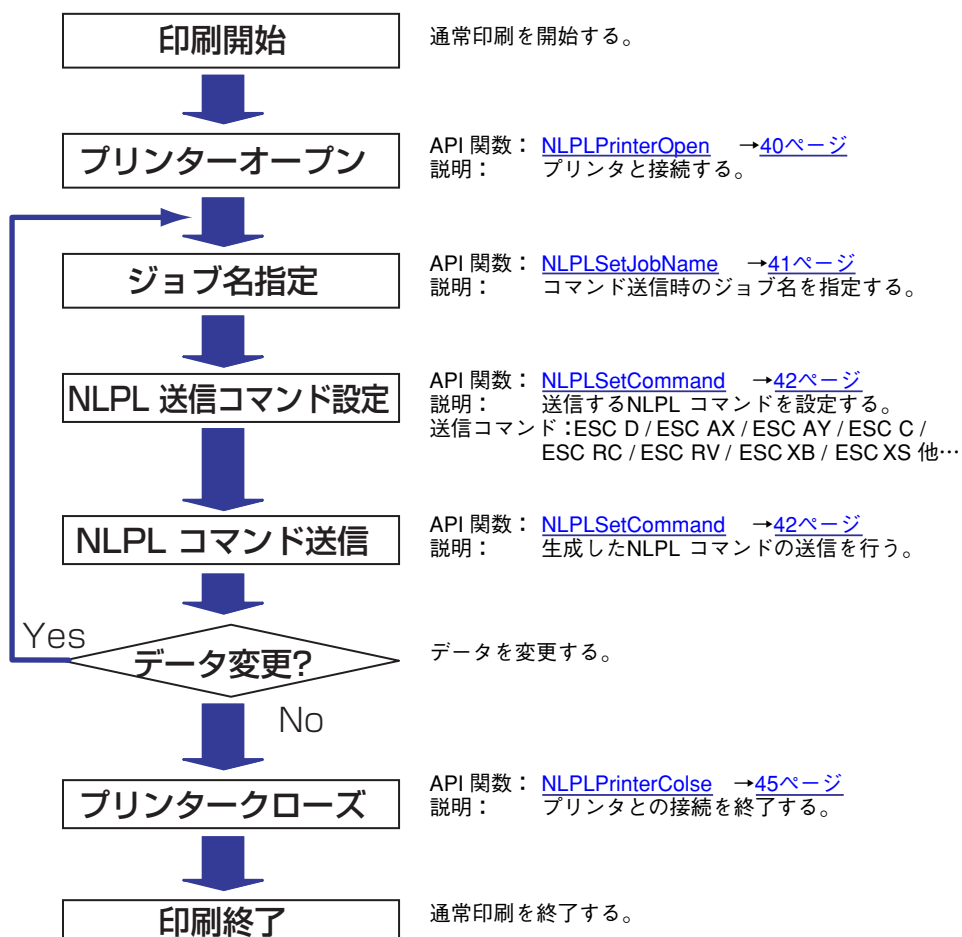 印刷開始
通常印刷を開始する。
プリンターオープン
API 関数： NLPLPrinterOpen →40ページ
説明： プリンタと接続する。
ジョブ名指定
API 関数： NLPLSetJobName →41ページ
説明： コマンド送信時のジョブ名を指定する。
NLPL 送信コマンド設定
API 関数： NLPLSetCommand →42ページ
説明： 送信するNLPL コマンドを設定する。
送信コマンド：ESC D / ESC AX / ESC AY / ESC C /
ESC RC / ESC RV / ESC XB / ESC XS 他…
NLPL コマンド送信
API 関数： NLPLSetCommand →42ページ
説明： 生成したNLPL コマンドの送信を行う。
Yes
データ変更?
データを変更する。
No
プリンタークローズ
API 関数： NLPLPrinterColse →45ページ
説明： プリンタとの接続を終了する。
印刷終了
通常印刷を終了する。